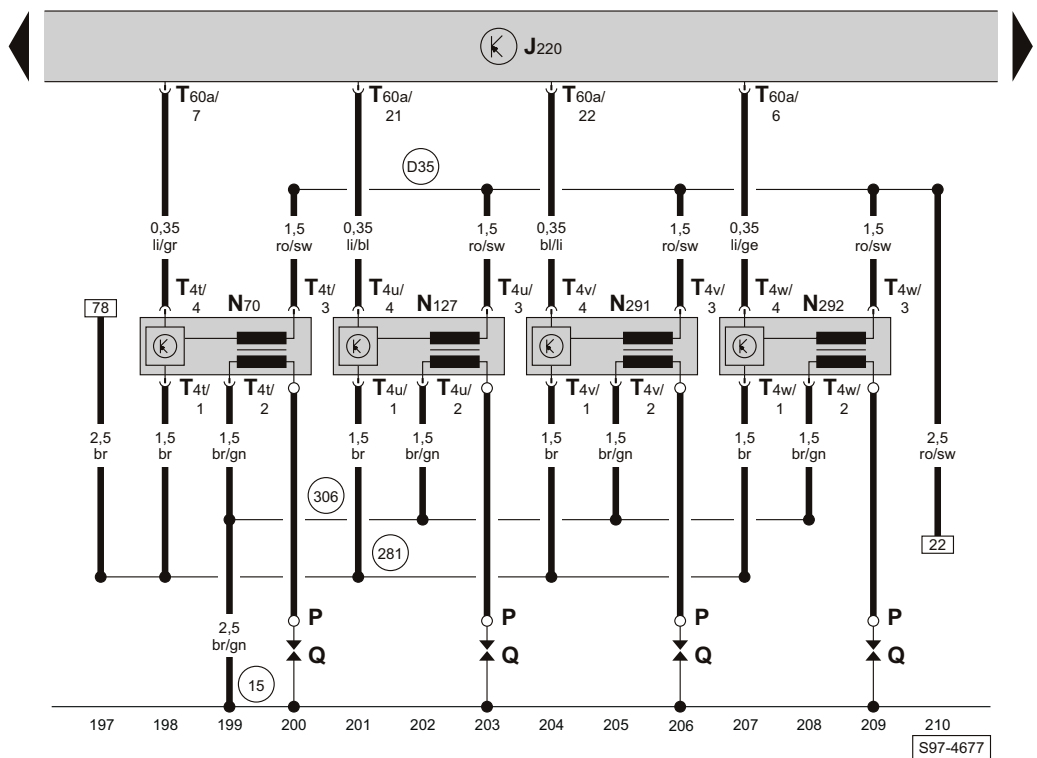 J220
T60a/ T60a/ T60a/ T60a/
7 21 22 6
D35
0,35 1,5 0,35 1,5 0,35 1,5 0,35 1,5
li/gr ro/sw li/bl ro/sw bl/li ro/sw li/ge ro/sw
T4t/ N70 T4t/ T4u/ N127 T4u/ T4v/ N291 T4v/ T4w/ N292 T4w/
78 4 3 4 3 4 3 4 3
T4t/ T4t/ T4u/ T4u/ T4v/ T4v/ T4w/ T4w/
1 2 1 2 1 2 1 2
2,5 1,5 1,5 1,5 1,5 1,5 1,5 1,5 1,5 2,5
br br br/gn br br/gn br br/gn br br/gn ro/sw
306
281 22
P P P P
2,5
br/gn Q Q Q Q
15
197 198 199 200 201 202 203 204 205 206 207 208 209 210
S97-4677